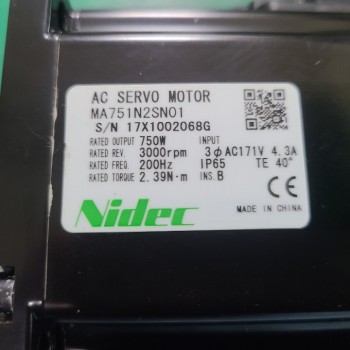 AC SERVO MOTOR
MA751N2SN01
S/N 17X1002068G
RATED OUTPUT 750W INPUT
RATED REV. 3000rpm 3ΦAC171V 4.3A
RATED FREQ. 200Hz IP65 TE 40°
RATED TORQUE 2.39N·m INS.B
Nidec
CE
MADE IN CHINA